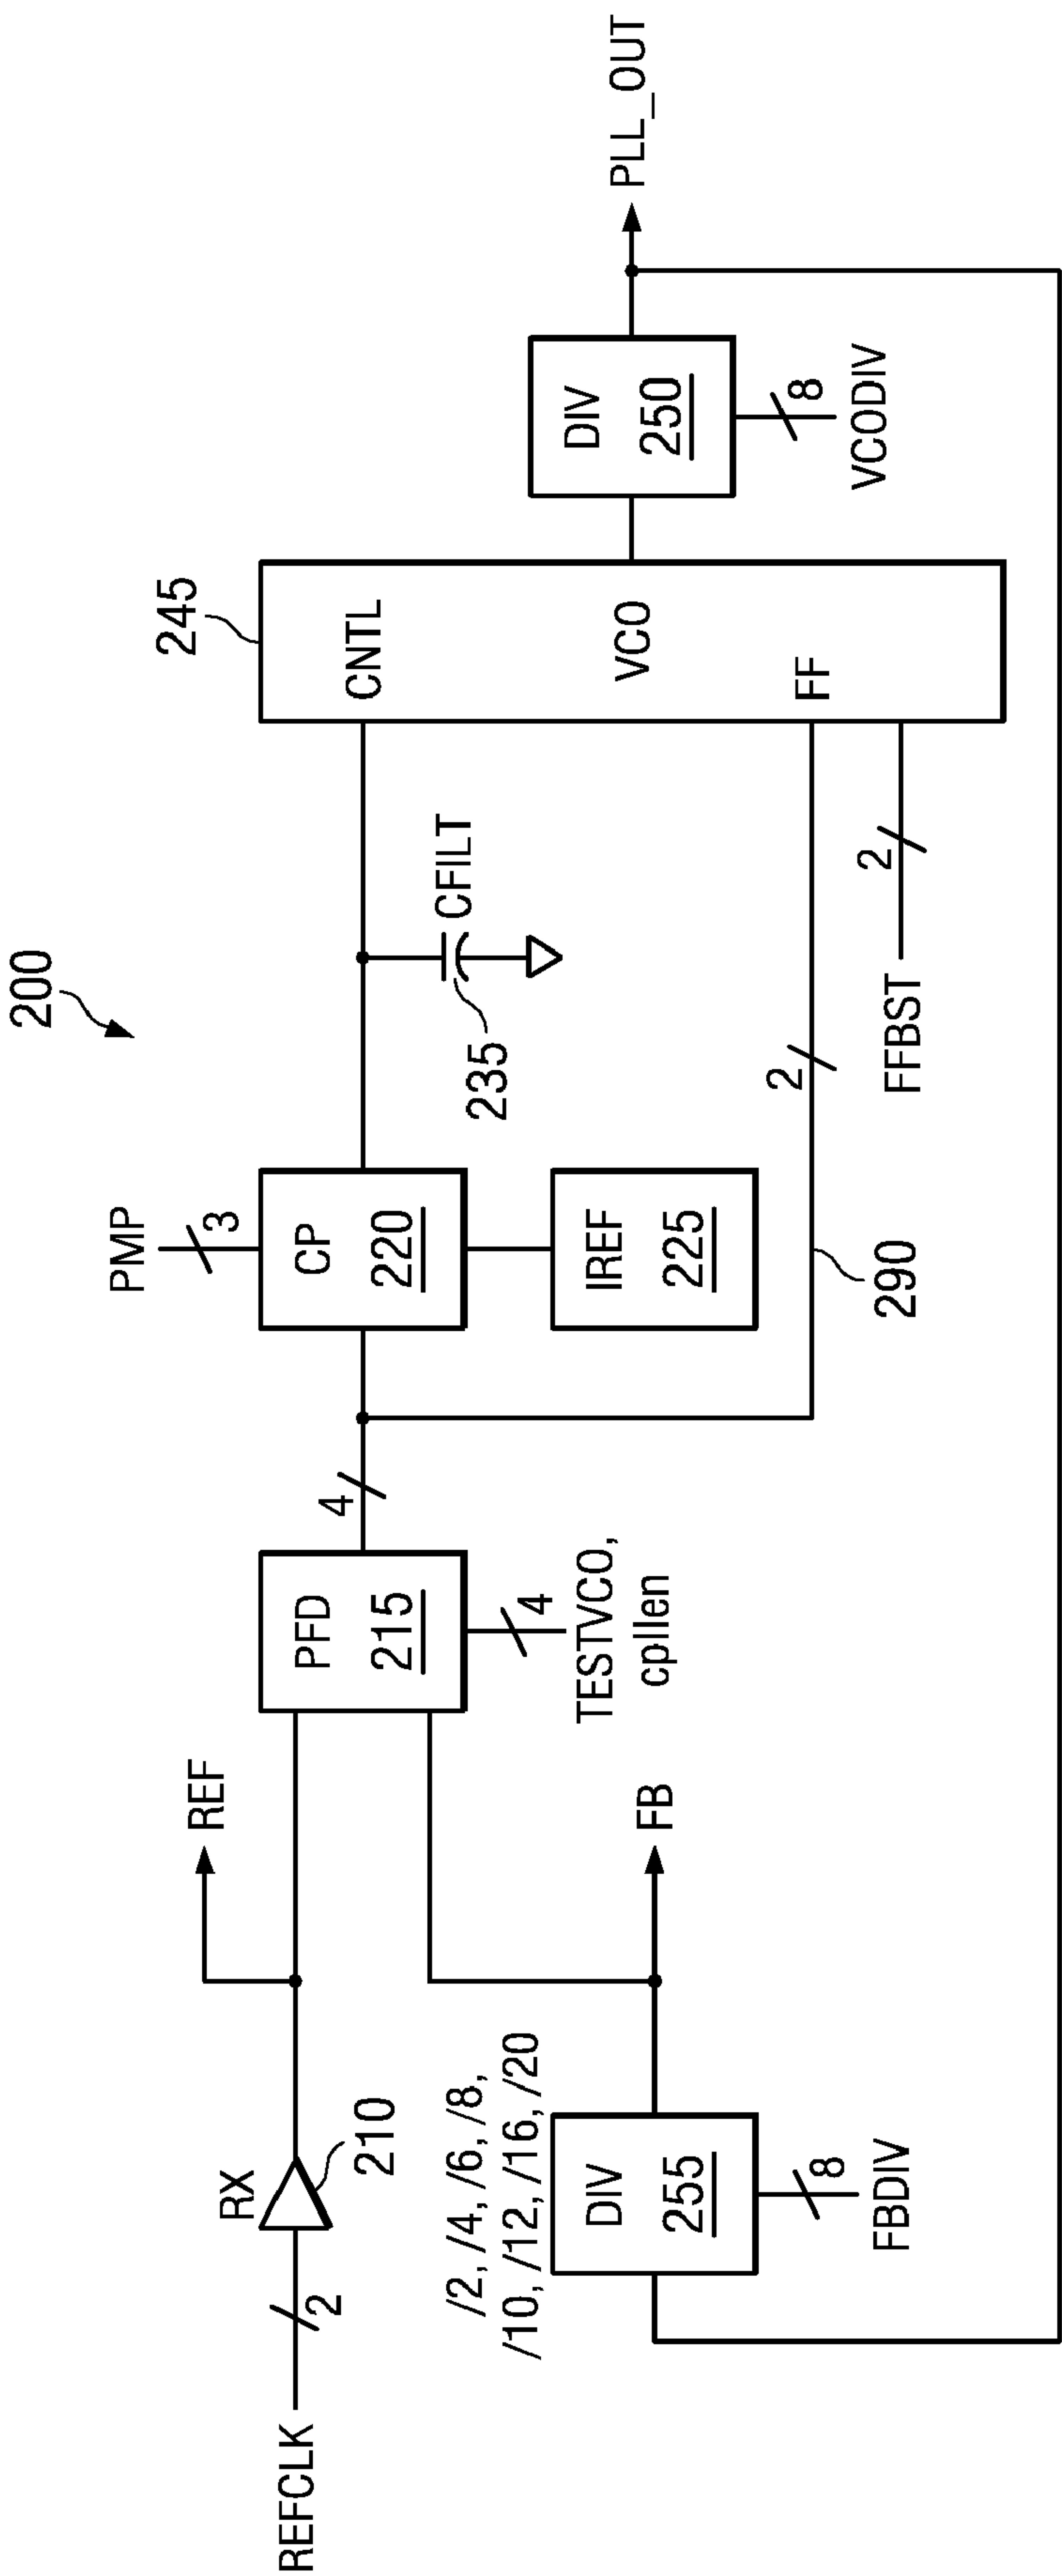 200
REFCLK
2
RX
210
REF
PFD
215
4
TESTVCO,
cpllen
4
PMP
3
CP
220
IREF
225
235
CFILT
245
CNTL
VCO
FF
2
290
2
FFBST
DIV
250
8
VCODIV
PLL_OUT
/2, /4, /6, /8,
/10, /12, /16, /20
DIV
255
8
FBDIV
FB